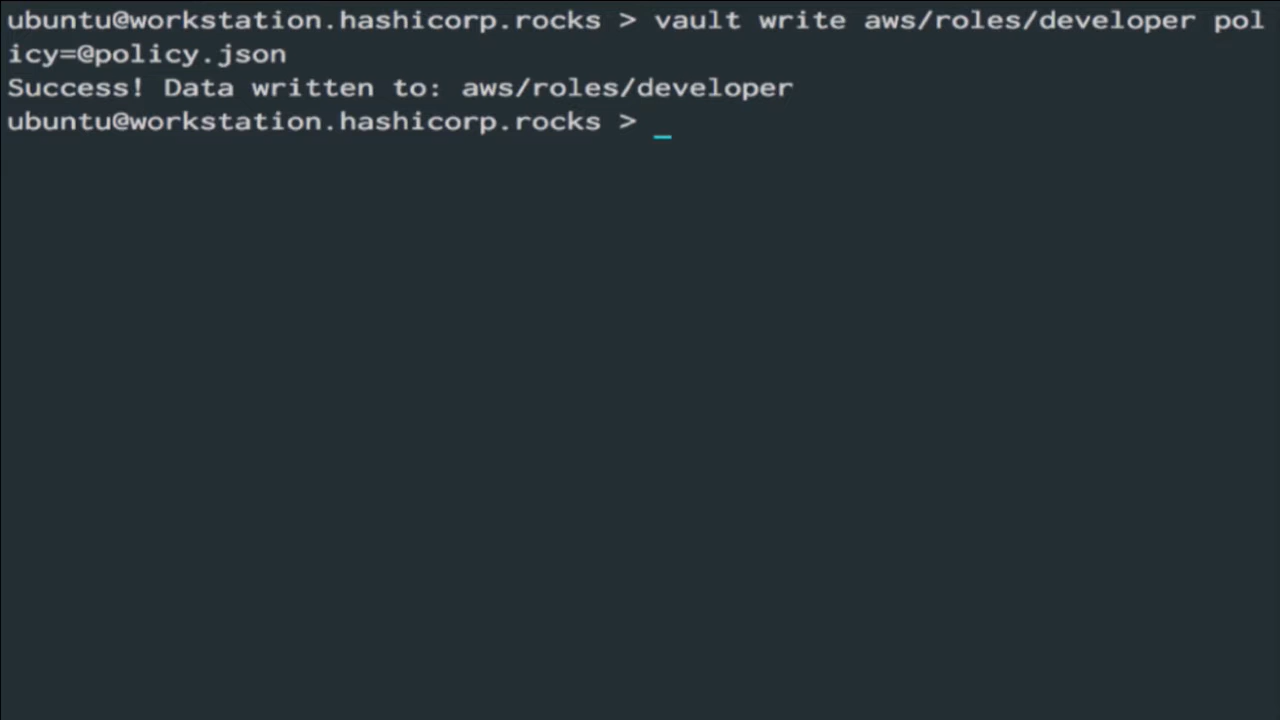 ubuntu@workstation.hashicorp.rocks > vault write aws/roles/developer pol
icy=@policy.json
Success! Data written to: aws/roles/developer
ubuntu@workstation.hashicorp.rocks > _